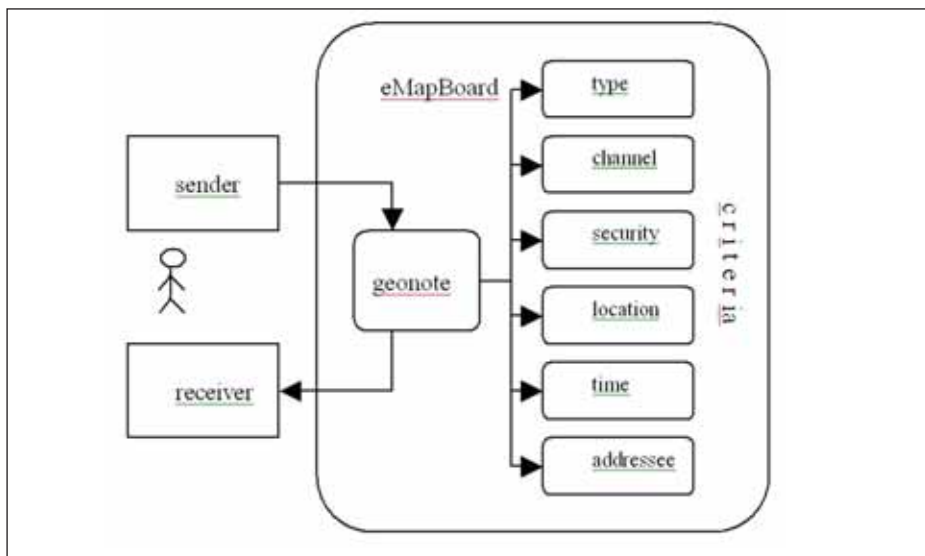 eMapBoard
type
channel
sender
security
geonote
location
receiver
time
addressee
criteria